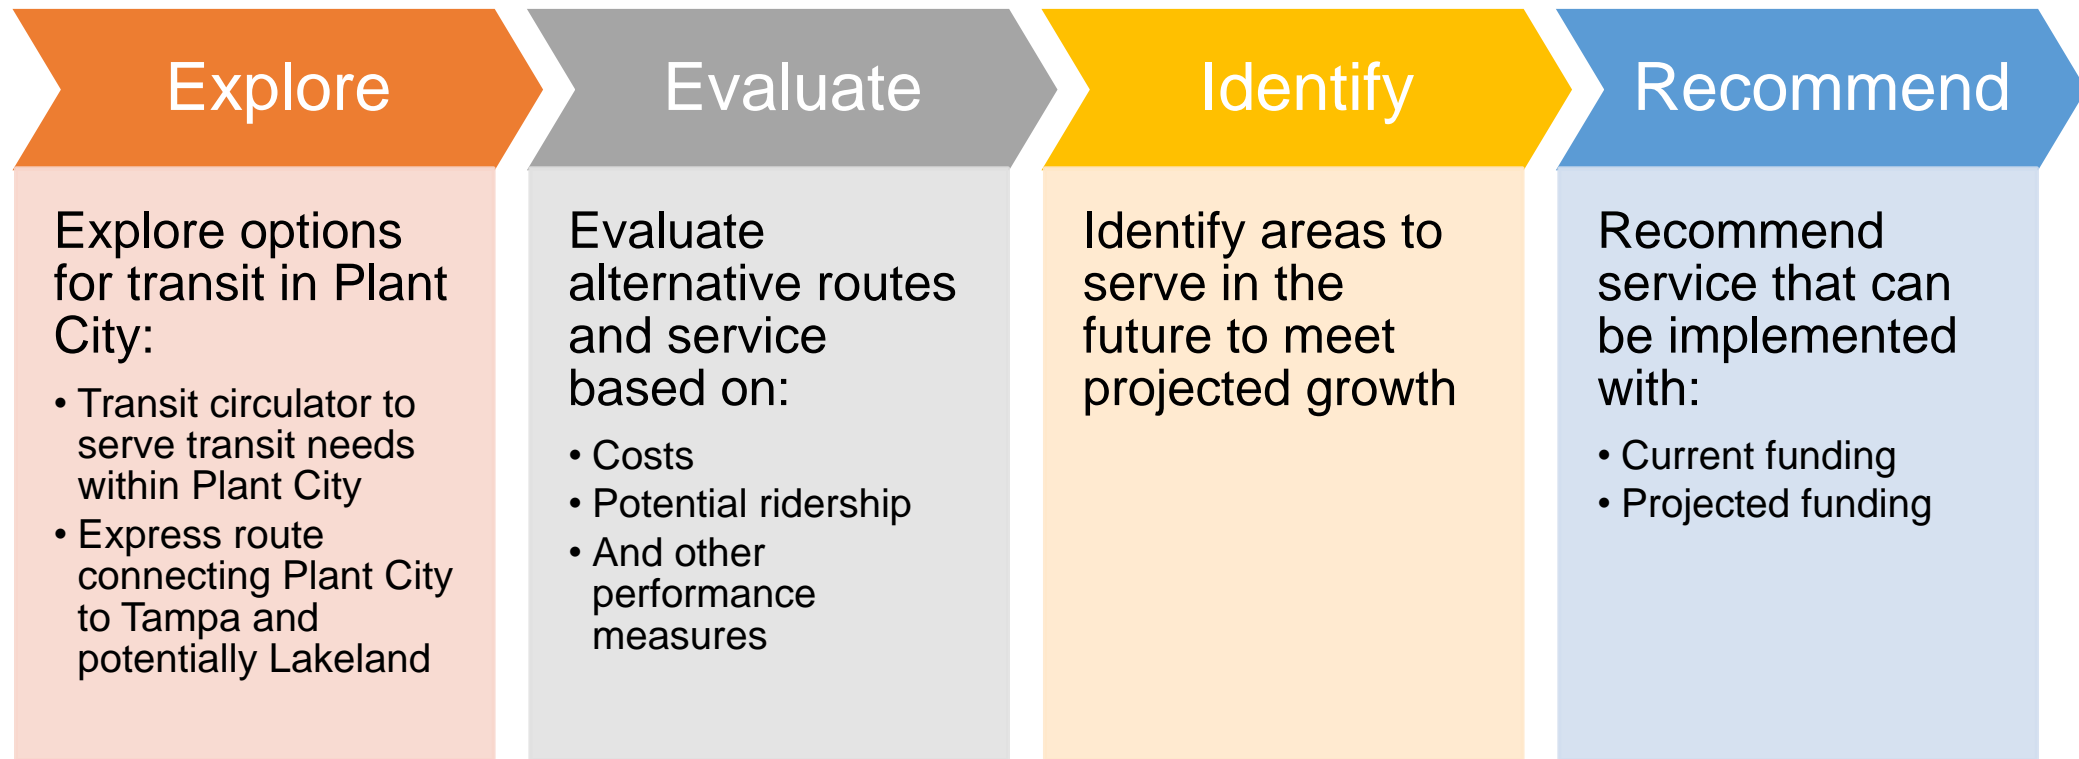 Explore
Explore options
for transit in Plant
City:
• Transit circulator to
serve transit needs
within Plant City
• Express route
connecting Plant City
to Tampa and
potentially Lakeland
Evaluate
Evaluate
alternative routes
and service
based on:
• Costs
• Potential ridership
• And other
performance
measures
Identify
Identify areas to
serve in the
future to meet
projected growth
Recommend
Recommend
service that can
be implemented
with:
• Current funding
• Projected funding